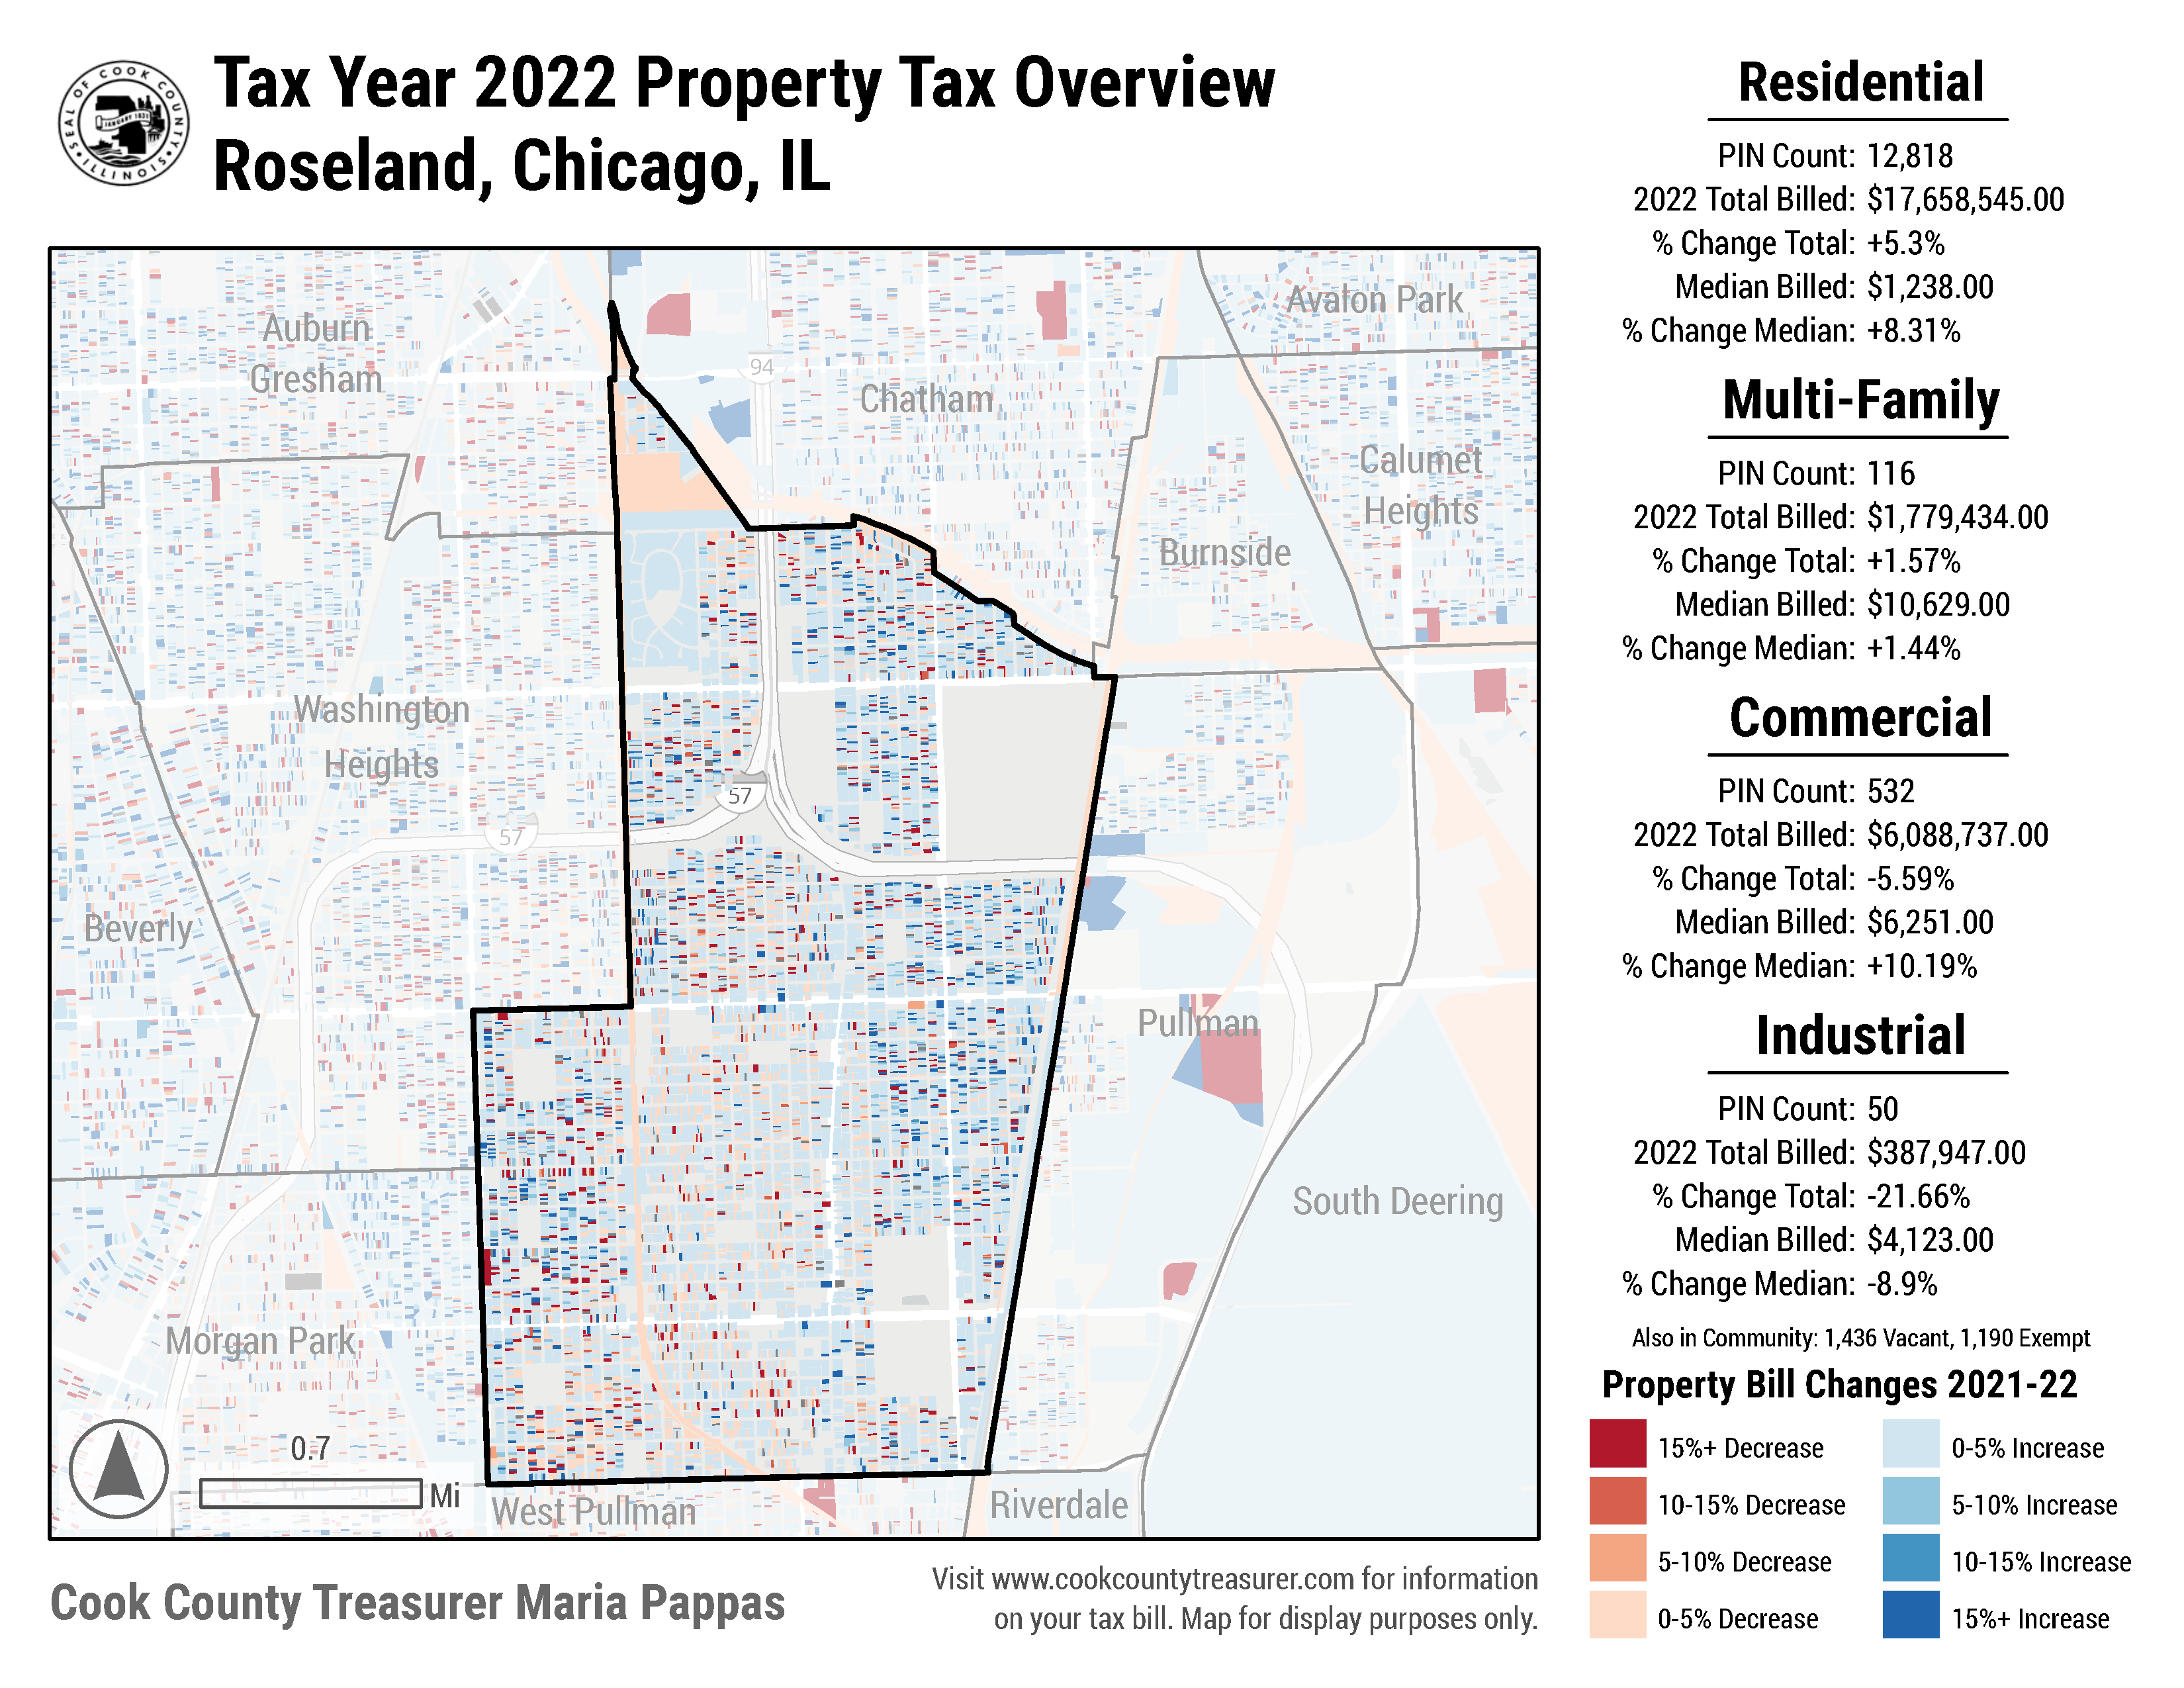 SEAL OF COOK COUNTY
ILLINOIS
JANUARY 1831
Tax Year 2022 Property Tax Overview
Roseland, Chicago, IL
Auburn
Gresham
94
Chatham
Avalon Park
Calumet
Heights
Burnside
Washington
Heights
57
57
Beverly
Pullman
South Deering
Morgan Park
0.7
Mi
West Pullman
Riverdale
Cook County Treasurer Maria Pappas
Visit www.cookcountytreasurer.com for information
on your tax bill. Map for display purposes only.
Residential
PIN Count: 12,818
2022 Total Billed: $17,658,545.00
% Change Total: +5.3%
Median Billed: $1,238.00
% Change Median: +8.31%
Multi-Family
PIN Count: 116
2022 Total Billed: $1,779,434.00
% Change Total: +1.57%
Median Billed: $10,629.00
% Change Median: +1.44%
Commercial
PIN Count: 532
2022 Total Billed: $6,088,737.00
% Change Total: -5.59%
Median Billed: $6,251.00
% Change Median: +10.19%
Industrial
PIN Count: 50
2022 Total Billed: $387,947.00
% Change Total: -21.66%
Median Billed: $4,123.00
% Change Median: -8.9%
Also in Community: 1,436 Vacant, 1,190 Exempt
Property Bill Changes 2021-22
15%+ Decrease
10-15% Decrease
5-10% Decrease
0-5% Decrease
0-5% Increase
5-10% Increase
10-15% Increase
15%+ Increase